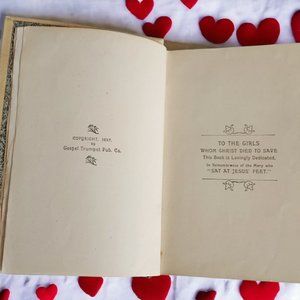 COPYRIGHT, 1897,
by
Gospel Trumpet Pub. Co.
TO THE GIRLS
WHOM CHRIST DIED TO SAVE
This Book is Lovingly Dedicated,
In Remembrance of the Many who
"SAT AT JESUS' FEET."